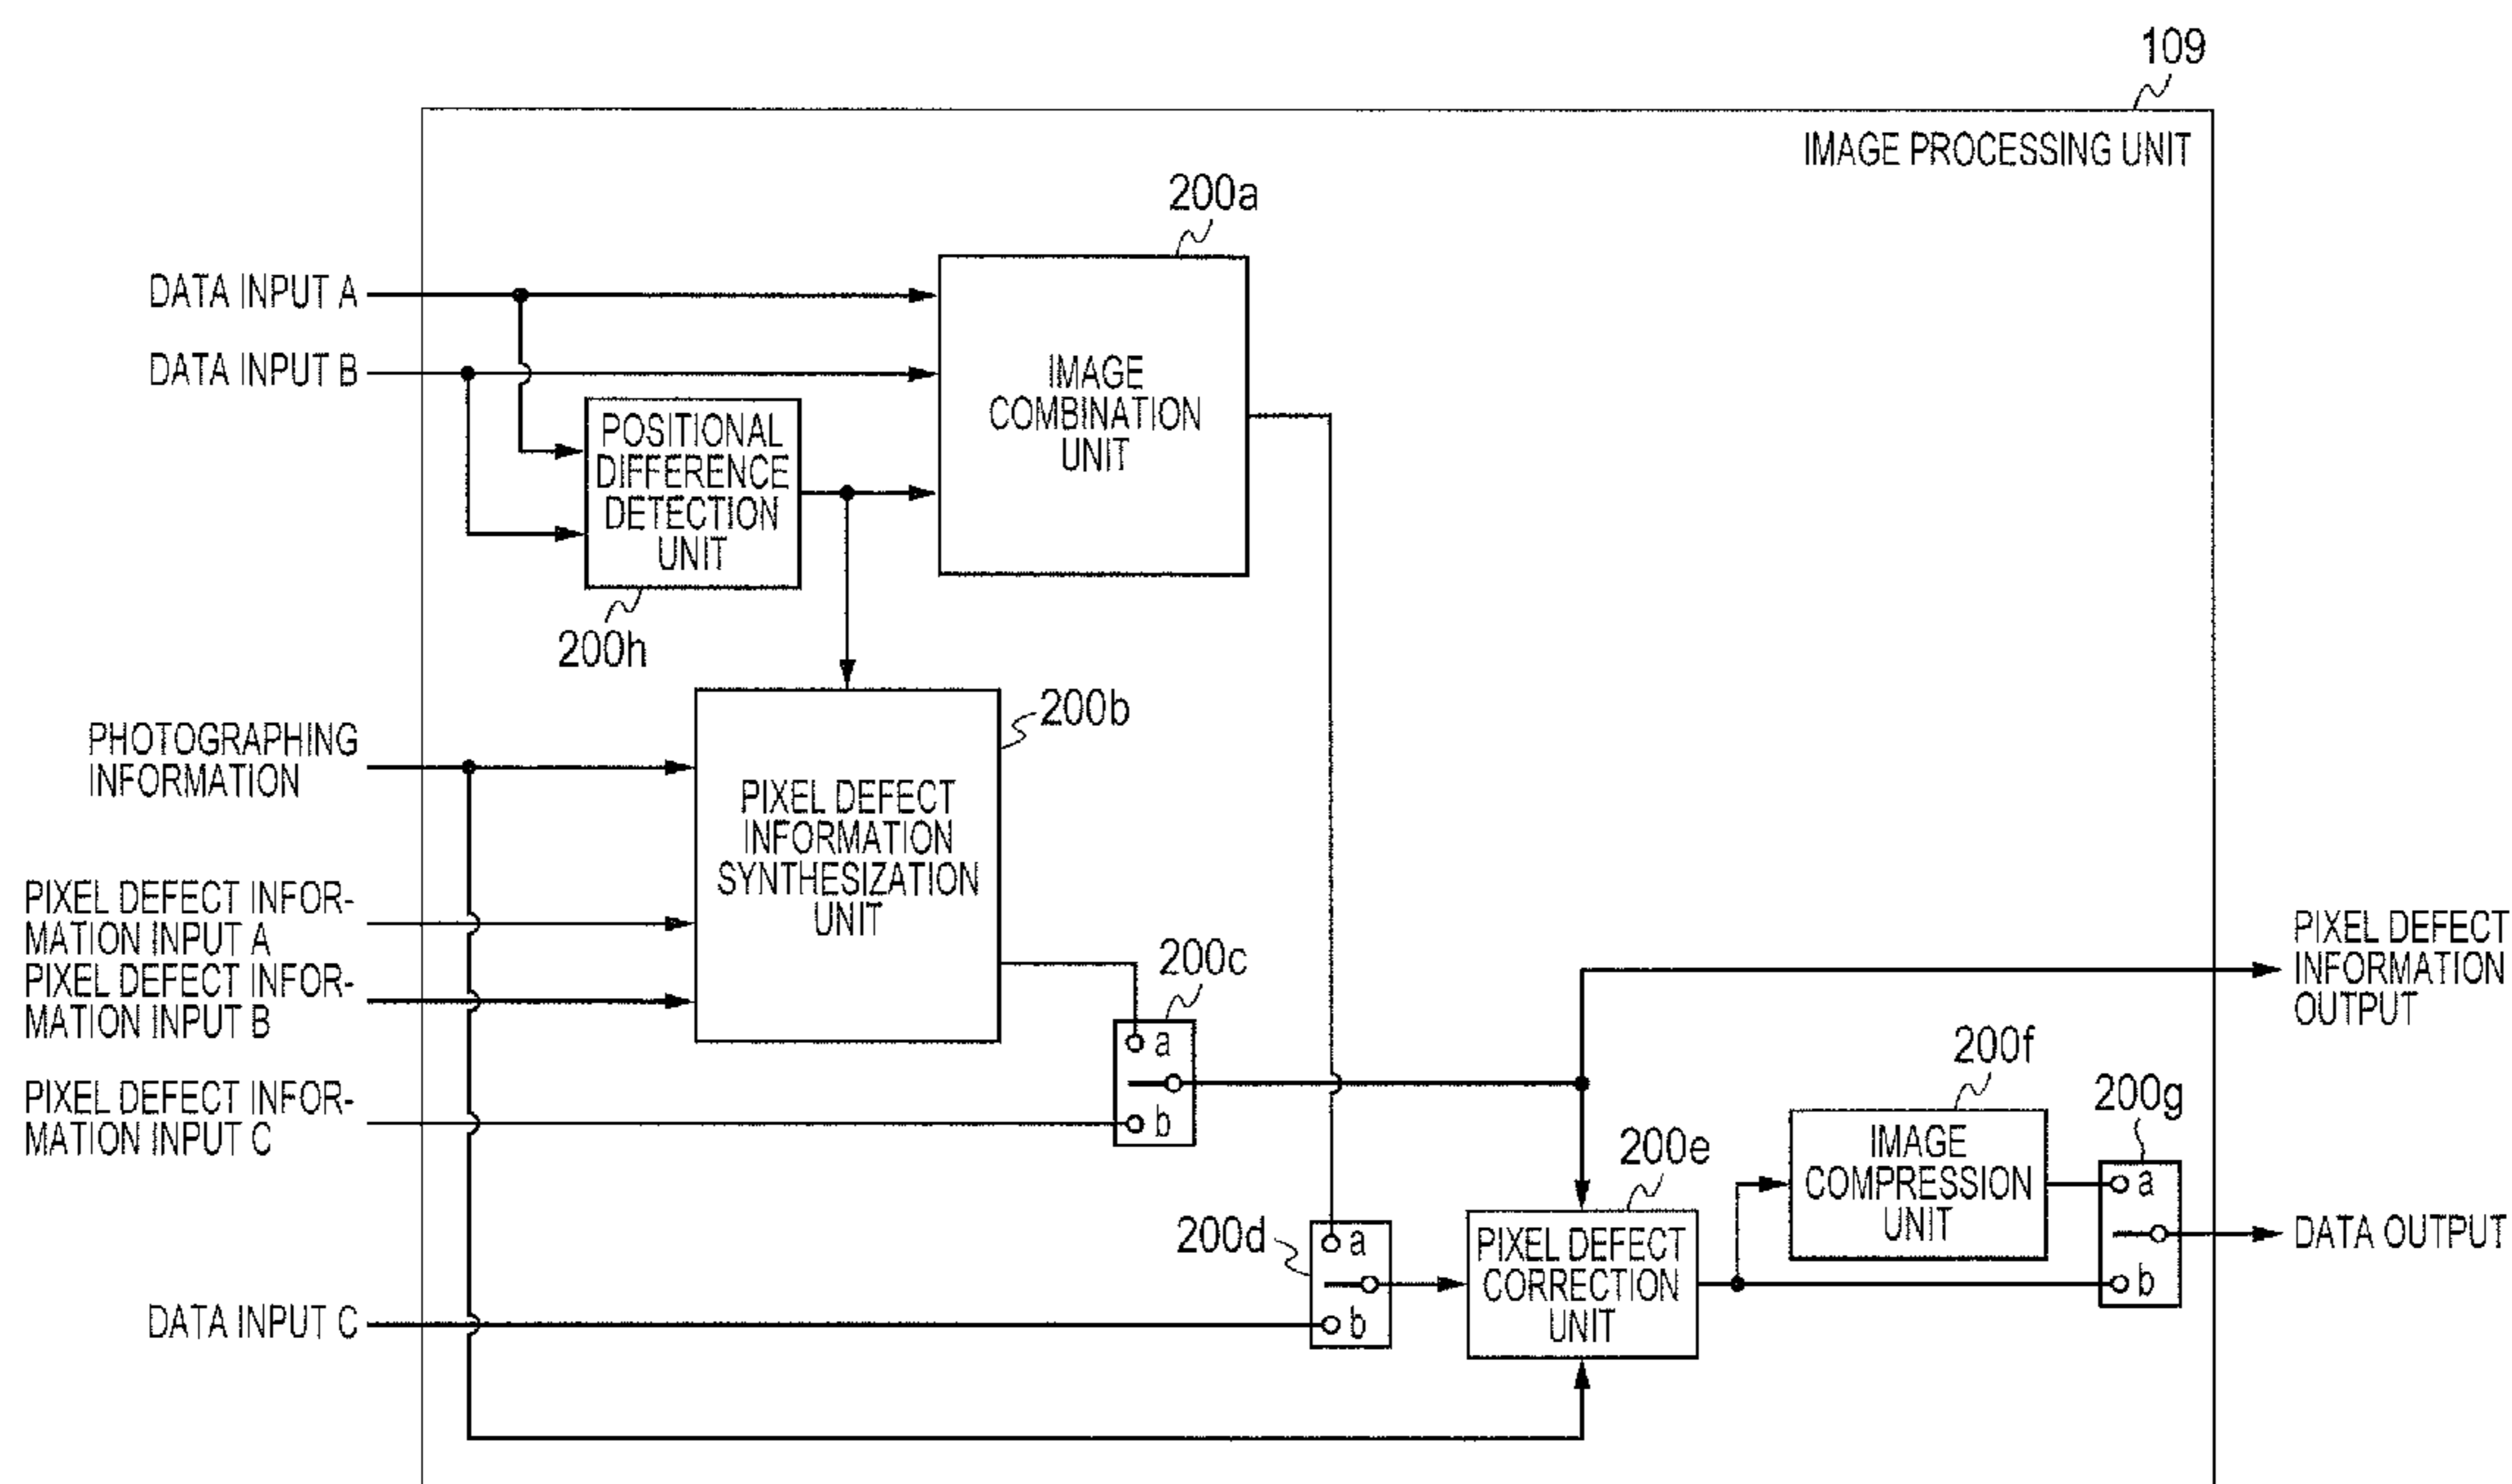 109
IMAGE PROCESSING UNIT
200a
DATA INPUT A
DATA INPUT B
IMAGE
COMBINATION
UNIT
POSITIONAL
DIFFERENCE
DETECTION
UNIT
200h
200b
PHOTOGRAPHING
INFORMATION
PIXEL DEFECT
INFORMATION
SYNTHESIZATION
UNIT
PIXEL DEFECT INFOR-
MATION INPUT A
PIXEL DEFECT INFOR-
MATION INPUT B
200c
a
b
PIXEL DEFECT INFOR-
MATION INPUT C
PIXEL DEFECT
INFORMATION
OUTPUT
200f
IMAGE
COMPRESSION
UNIT
200g
a
b
200e
PIXEL DEFECT
CORRECTION
UNIT
200d
a
b
DATA OUTPUT
DATA INPUT C